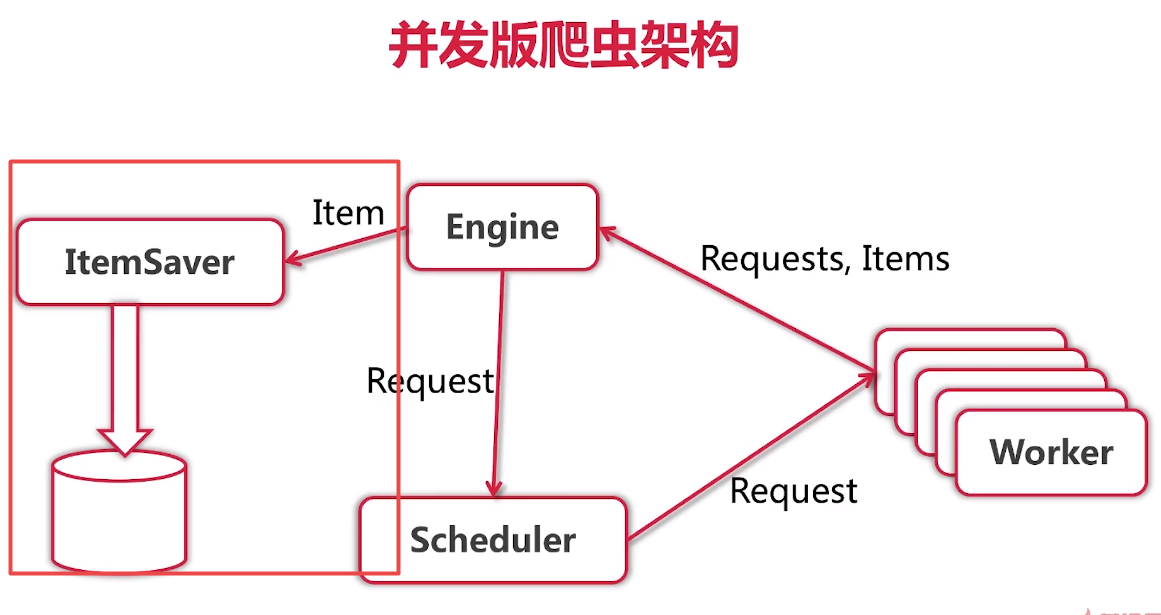 并发版爬虫架构
Item
Engine
ItemSaver
Requests, Items
Request
Worker
Request
Scheduler